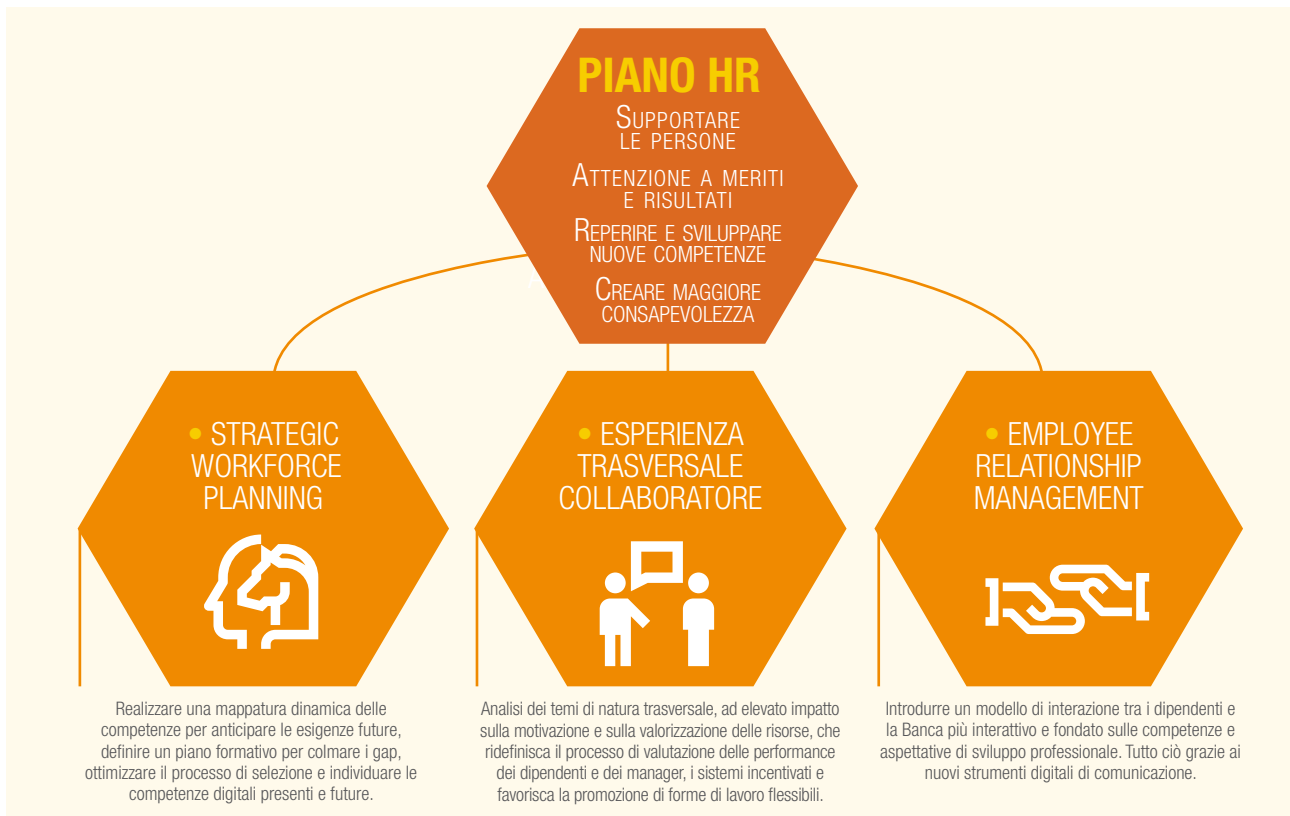 PIANO HR
SUPPORTARE
LE PERSONE
ATTENZIONE A MERITI
E RISULTATI
REPERIRE E SVILUPPARE
NUOVE COMPETENZE
CREARE MAGGIORE
CONSAPEVOLEZZA
• STRATEGIC
WORKFORCE
PLANNING
Realizzare una mappatura dinamica delle
competenze per anticipare le esigenze future,
definire un piano formativo per colmare i gap,
ottimizzare il processo di selezione e individuare le
competenze digitali presenti e future.
• ESPERIENZA
TRASVERSALE
COLLABORATORE
Analisi dei temi di natura trasversale, ad elevato impatto
sulla motivazione e sulla valorizzazione delle risorse, che
ridefinisca il processo di valutazione delle performance
dei dipendenti e dei manager, i sistemi incentivati e
favorisca la promozione di forme di lavoro flessibili.
• EMPLOYEE
RELATIONSHIP
MANAGEMENT
Introdurre un modello di interazione tra i dipendenti e
la Banca più interattivo e fondato sulle competenze e
aspettative di sviluppo professionale. Tutto ciò grazie ai
nuovi strumenti digitali di comunicazione.